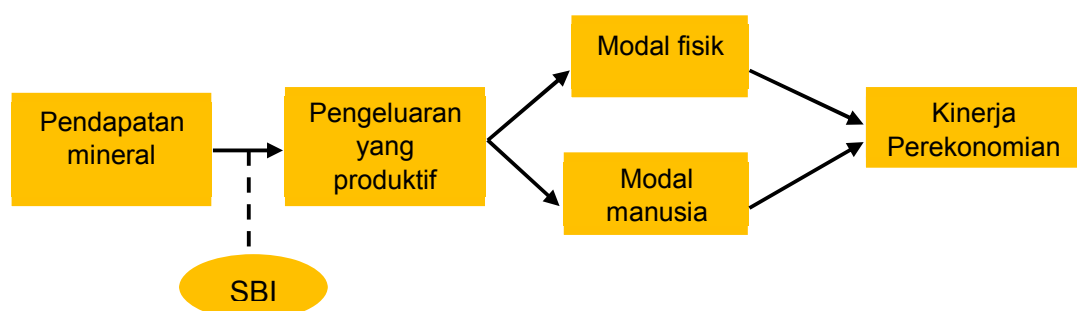 Pendapatan
mineral
Pengeluaran
yang
produktif
Modal fisik
Modal
manusia
Kinerja
Perekonomian
SBI